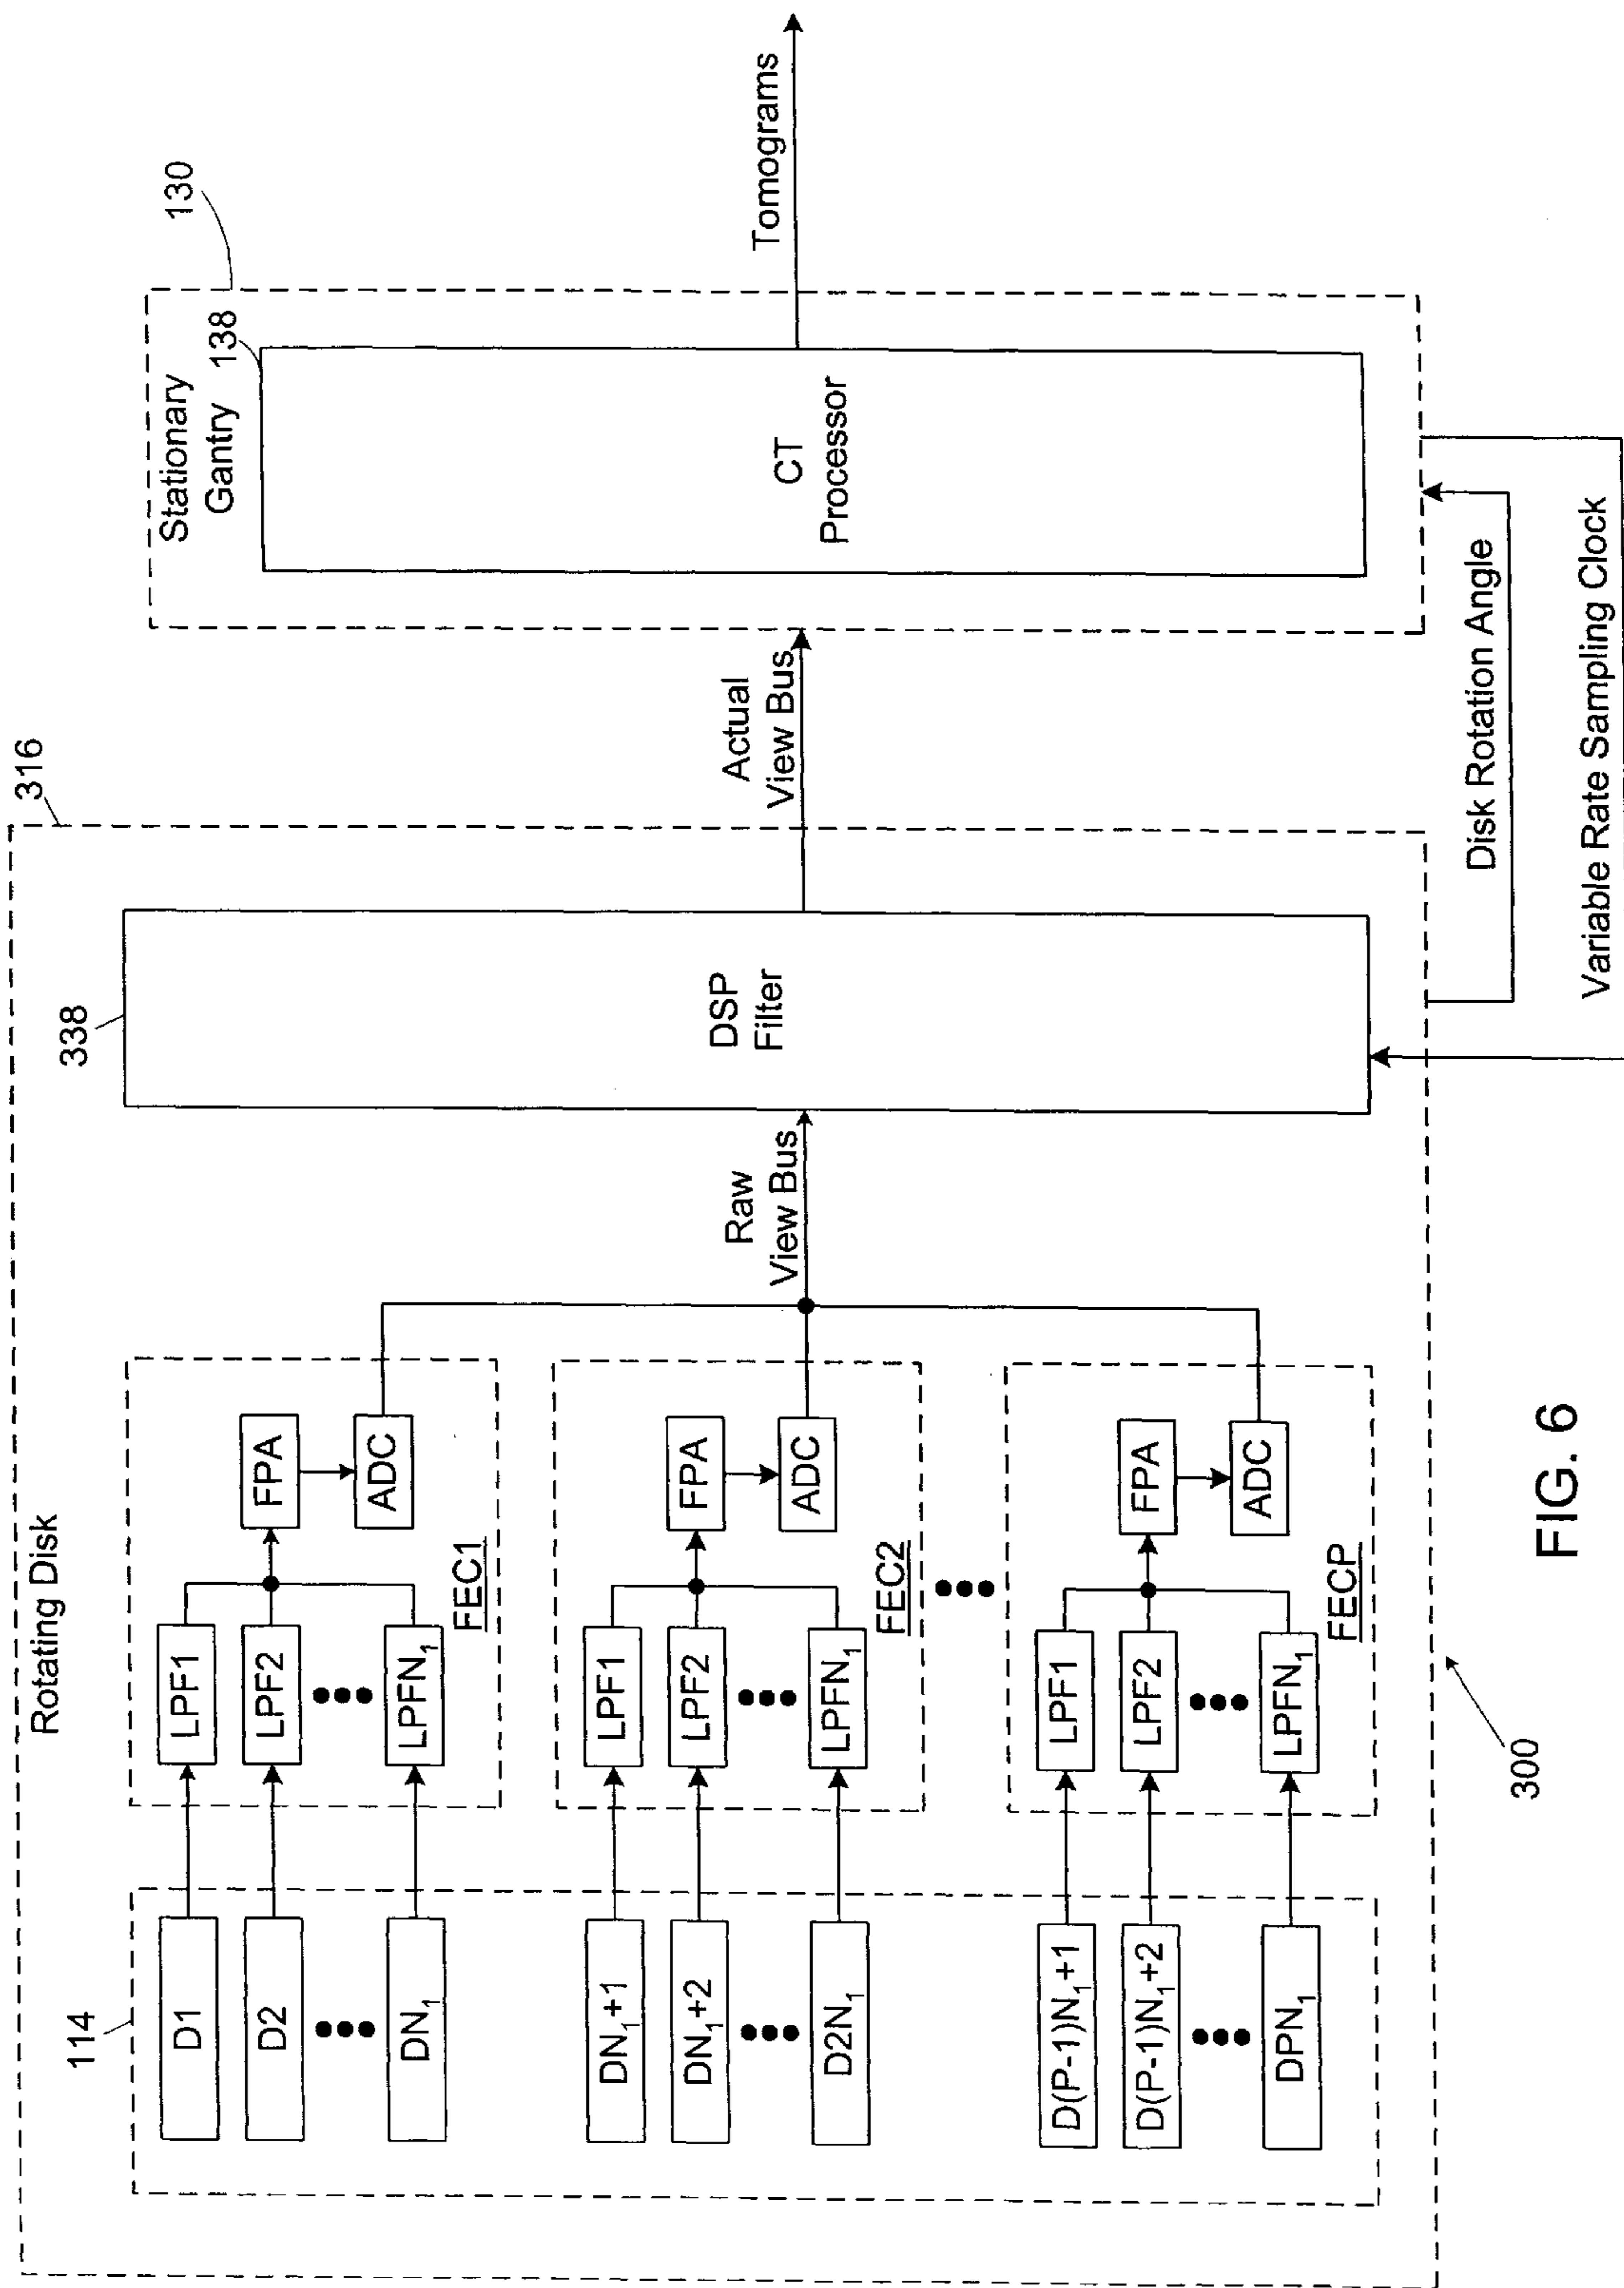 Rotating Disk
316
114
D1
D2
DN₁
DN₁+1
DN₁+2
D2N₁
D(P-1)N₁+1
D(P-1)N₁+2
DPN₁
LPF1
LPF2
LPFN₁
FPA
ADC
FEC1
LPF1
LPF2
LPFN₁
FPA
ADC
FEC2
LPF1
LPF2
LPFN₁
FPA
ADC
FECP
Raw
View Bus
338
DSP
Filter
Actual
View Bus
130
Stationary
Gantry
138
CT
Processor
Tomograms
Disk Rotation Angle
Variable Rate Sampling Clock
300
FIG. 6